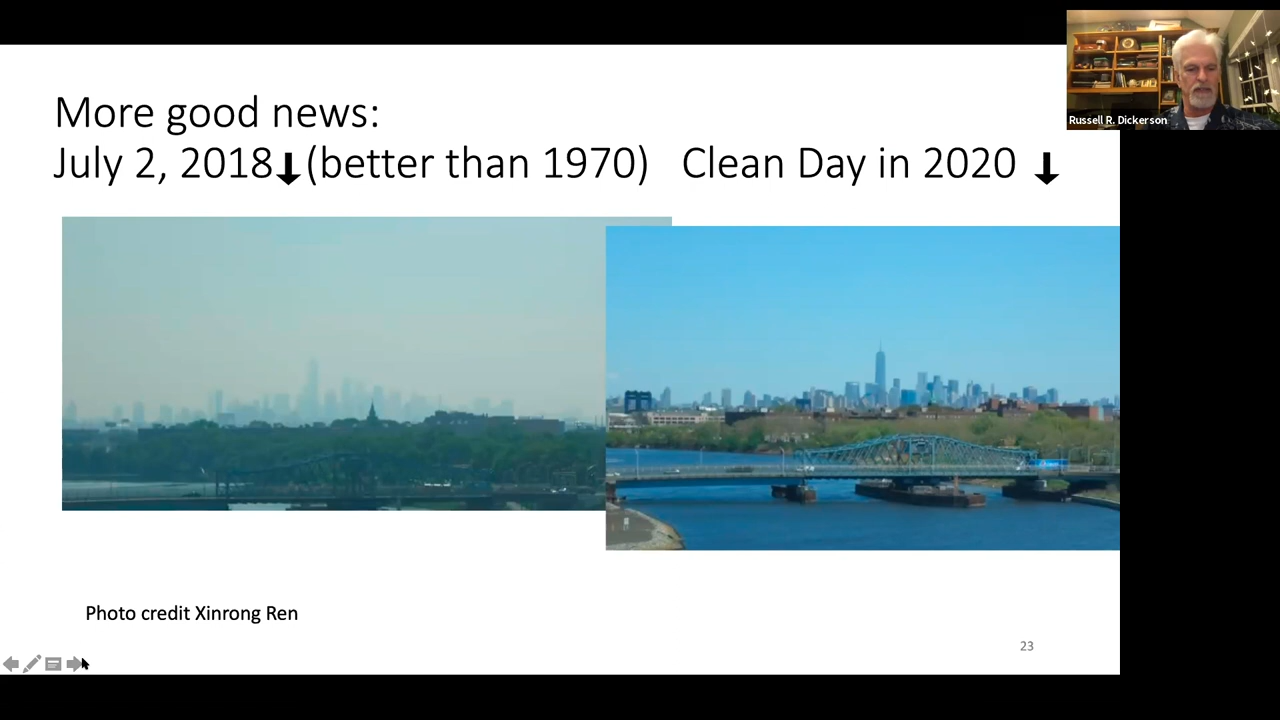 More good news:
July 2, 2018⬇(better than 1970) Clean Day in 2020 ⬇
Russell R. Dickerson
Photo credit Xinrong Ren
23